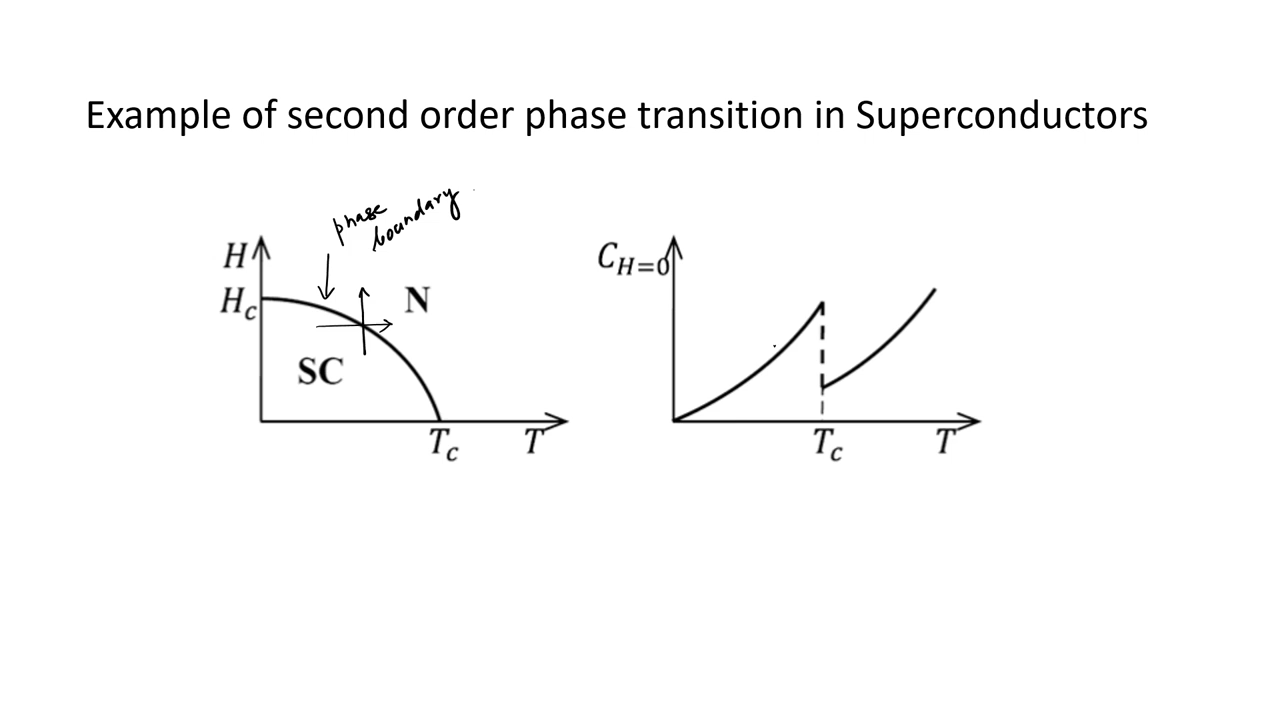 Example of second order phase transition in Superconductors
phase
boundary
H
H_c
N
SC
T_c
T
C_{H=0}
T_c
T